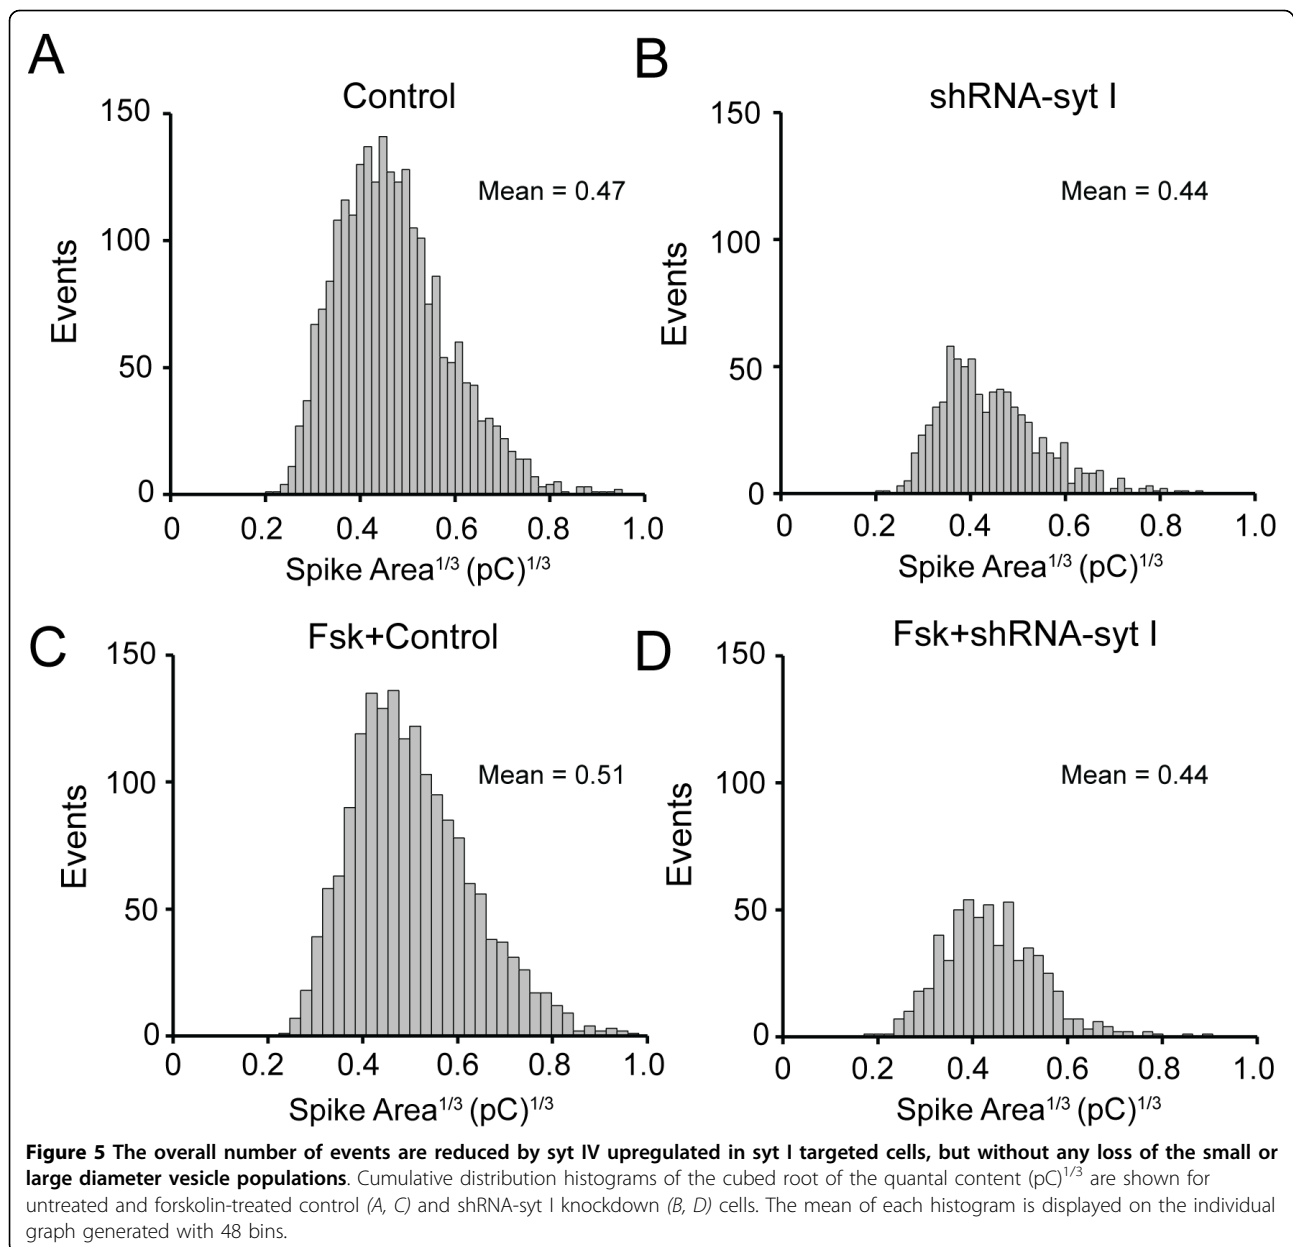 A
Control
150
100
50
0
Events
Mean = 0.47
0 0.2 0.4 0.6 0.8 1.0
Spike Area1/3 (pC)1/3
B
shRNA-syt I
150
100
50
0
Events
Mean = 0.44
0 0.2 0.4 0.6 0.8 1.0
Spike Area1/3 (pC)1/3
C
Fsk+Control
150
100
50
0
Events
Mean = 0.51
0 0.2 0.4 0.6 0.8 1.0
Spike Area1/3 (pC)1/3
D
Fsk+shRNA-syt I
150
100
50
0
Events
Mean = 0.44
0 0.2 0.4 0.6 0.8 1.0
Spike Area1/3 (pC)1/3
Figure 5 The overall number of events are reduced by syt IV upregulated in syt I targeted cells, but without any loss of the small or
large diameter vesicle populations. Cumulative distribution histograms of the cubed root of the quantal content (pC)1/3 are shown for
untreated and forskolin-treated control (A, C) and shRNA-syt I knockdown (B, D) cells. The mean of each histogram is displayed on the individual
graph generated with 48 bins.